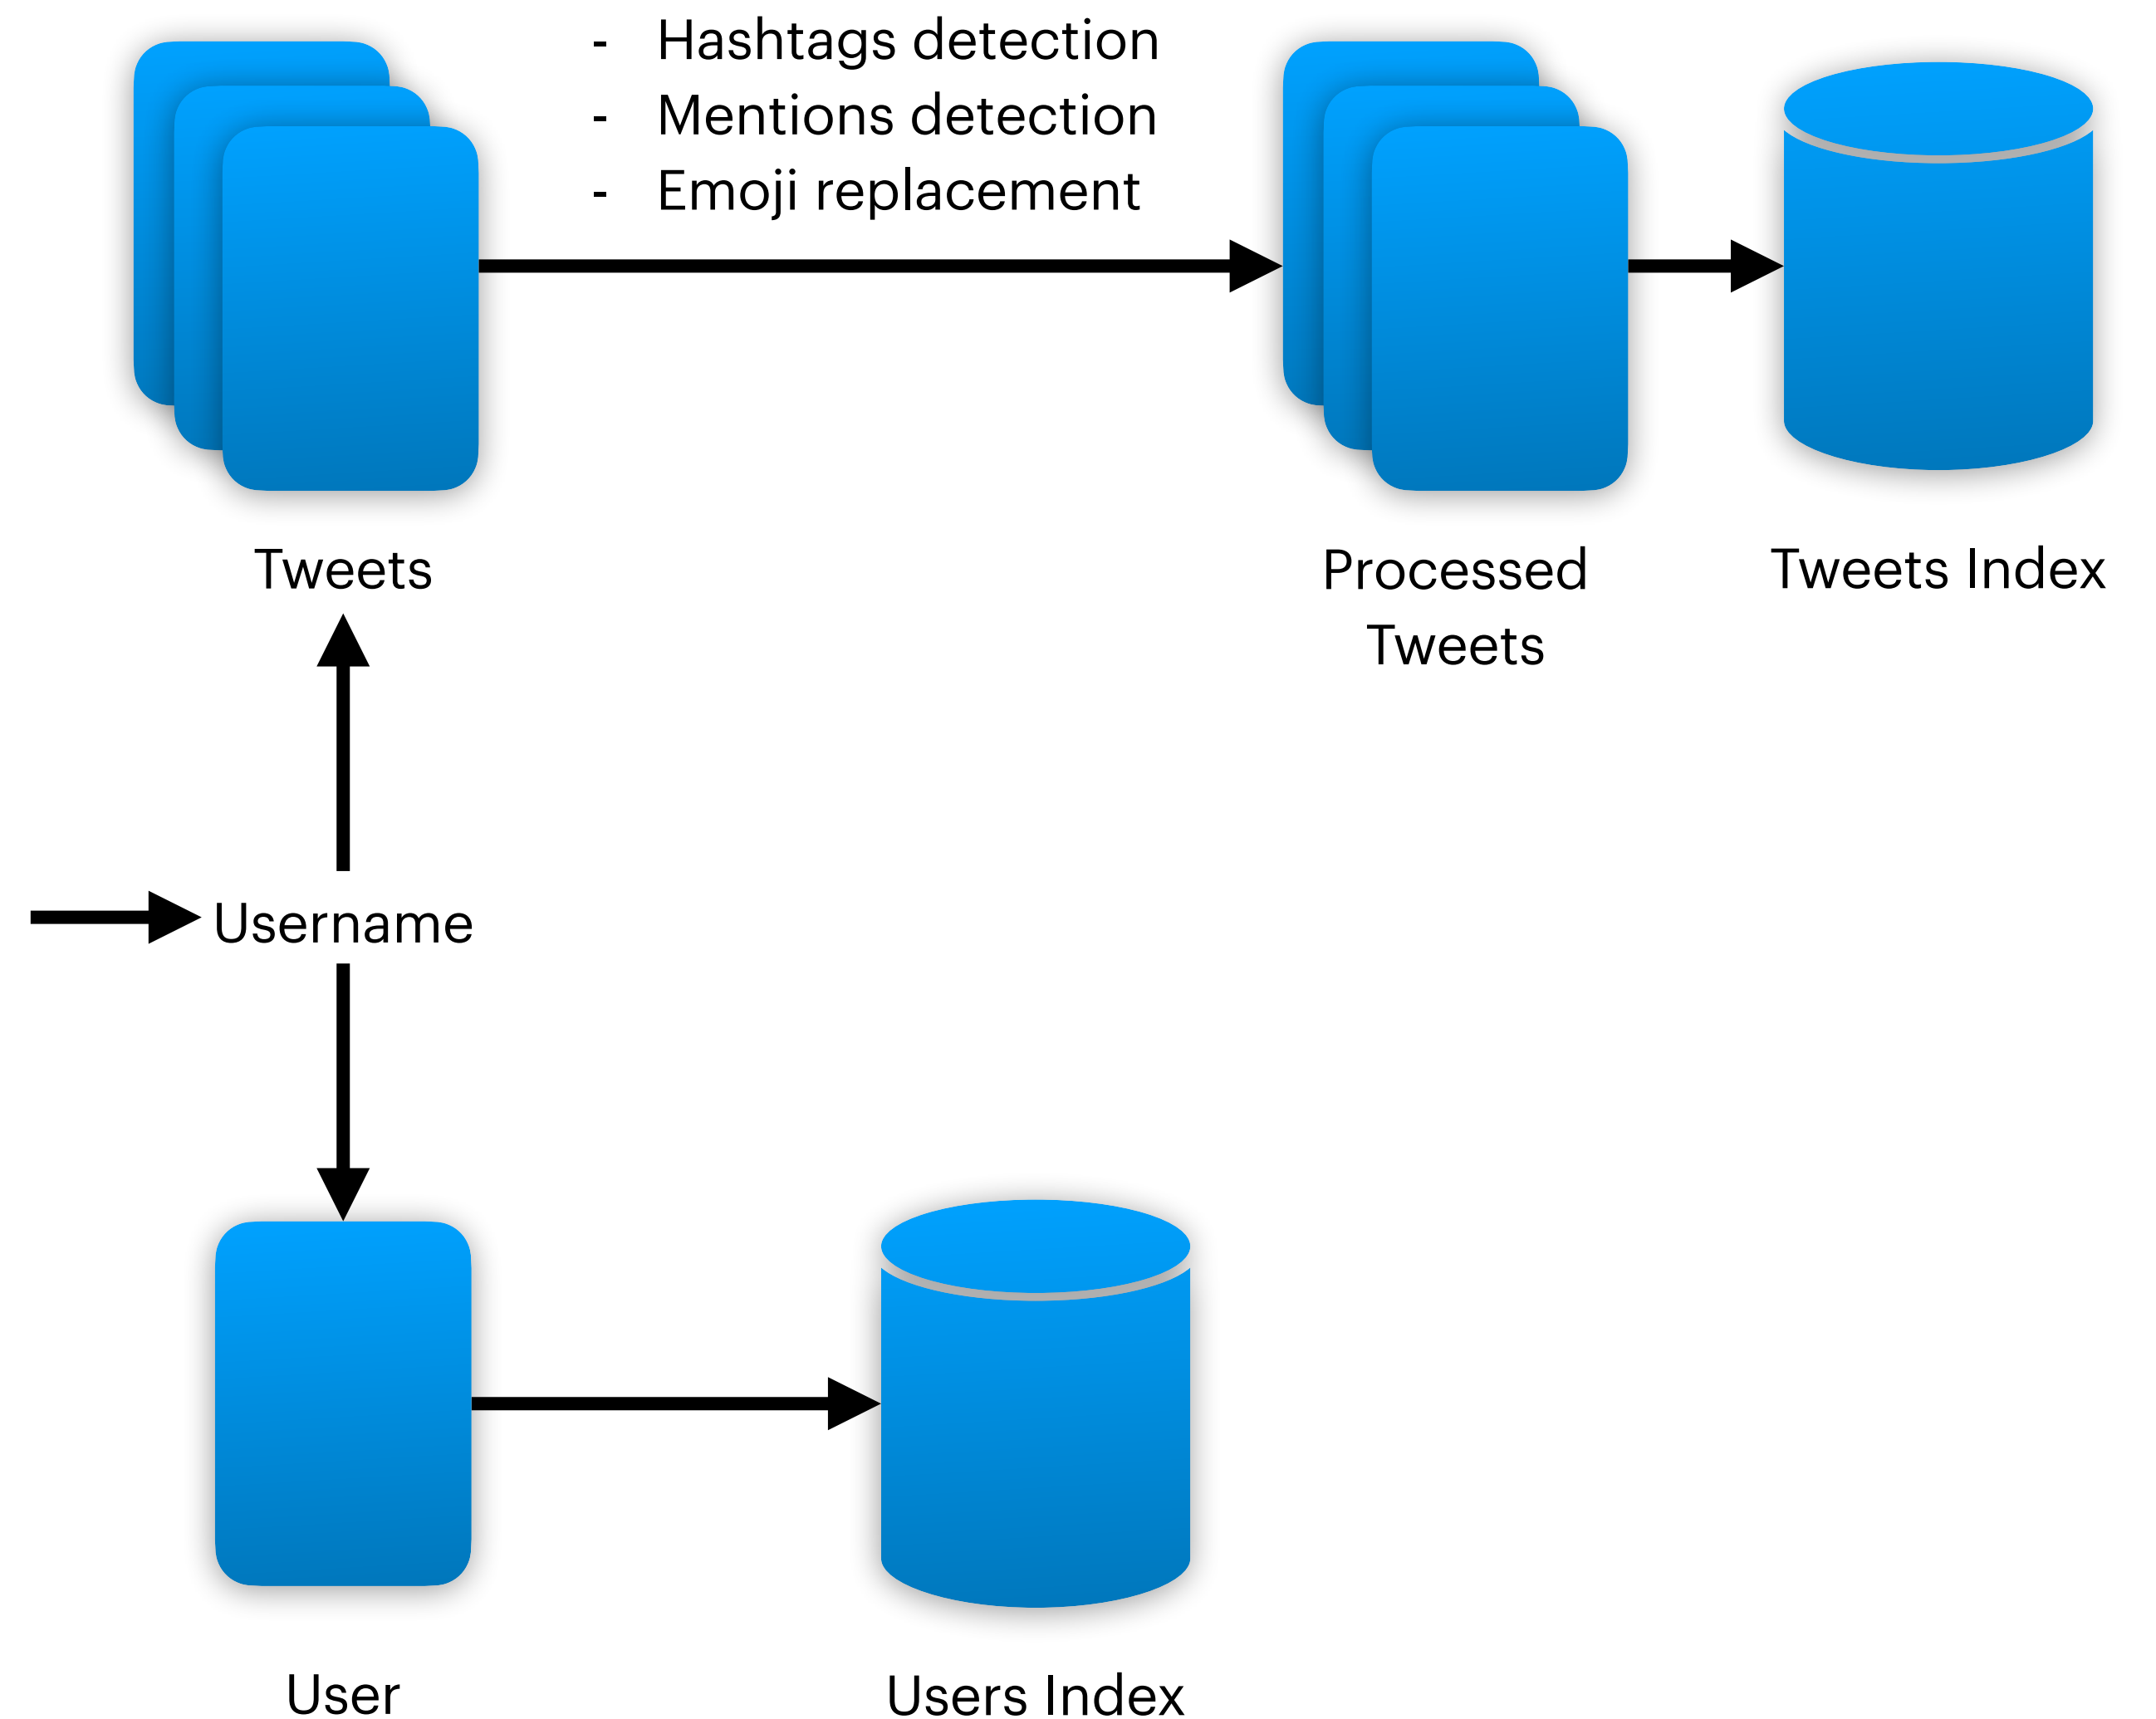 - Hashtags detection
- Mentions detection
- Emoji replacement
Tweets
Processed
Tweets
Tweets Index
Username
User
Users Index